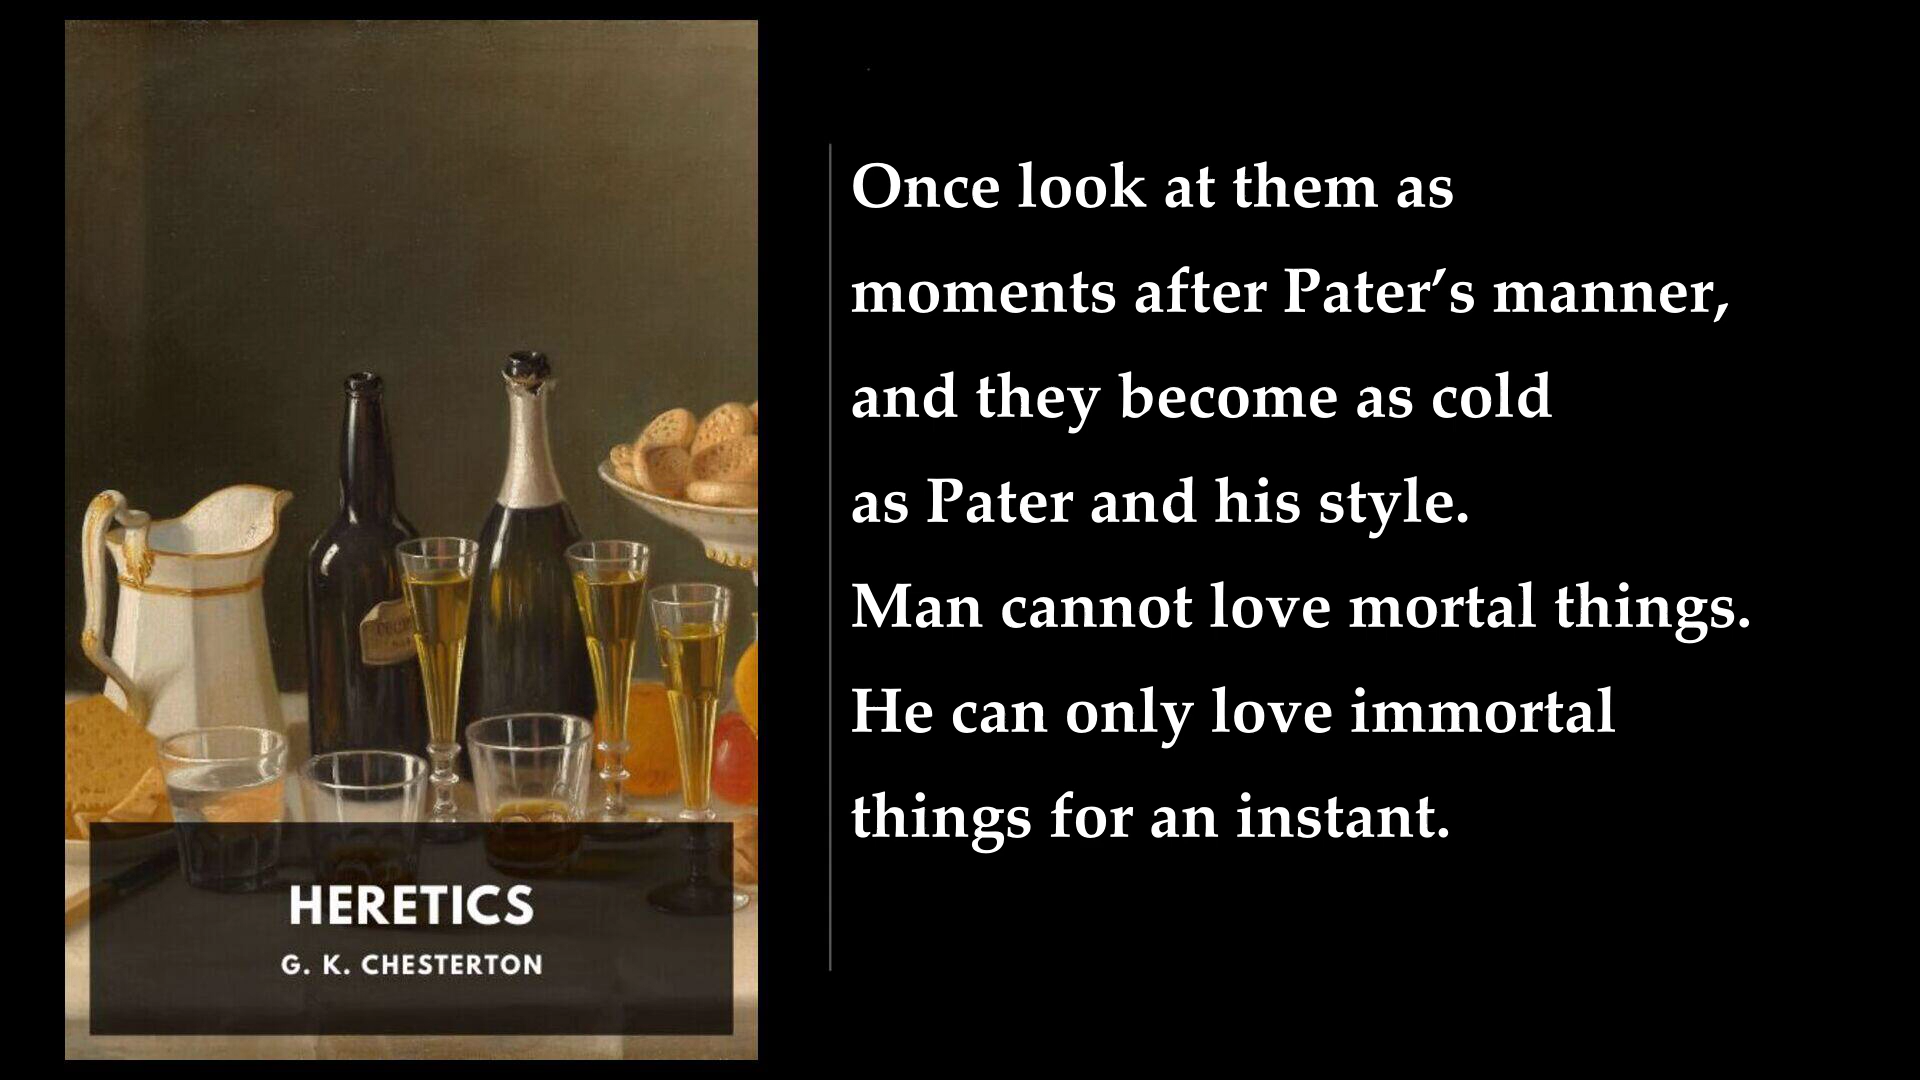 Once look at them as
moments after Pater’s manner,
and they become as cold
as Pater and his style.
Man cannot love mortal things.
He can only love immortal
things for an instant.
HERETICS
G. K. CHESTERTON